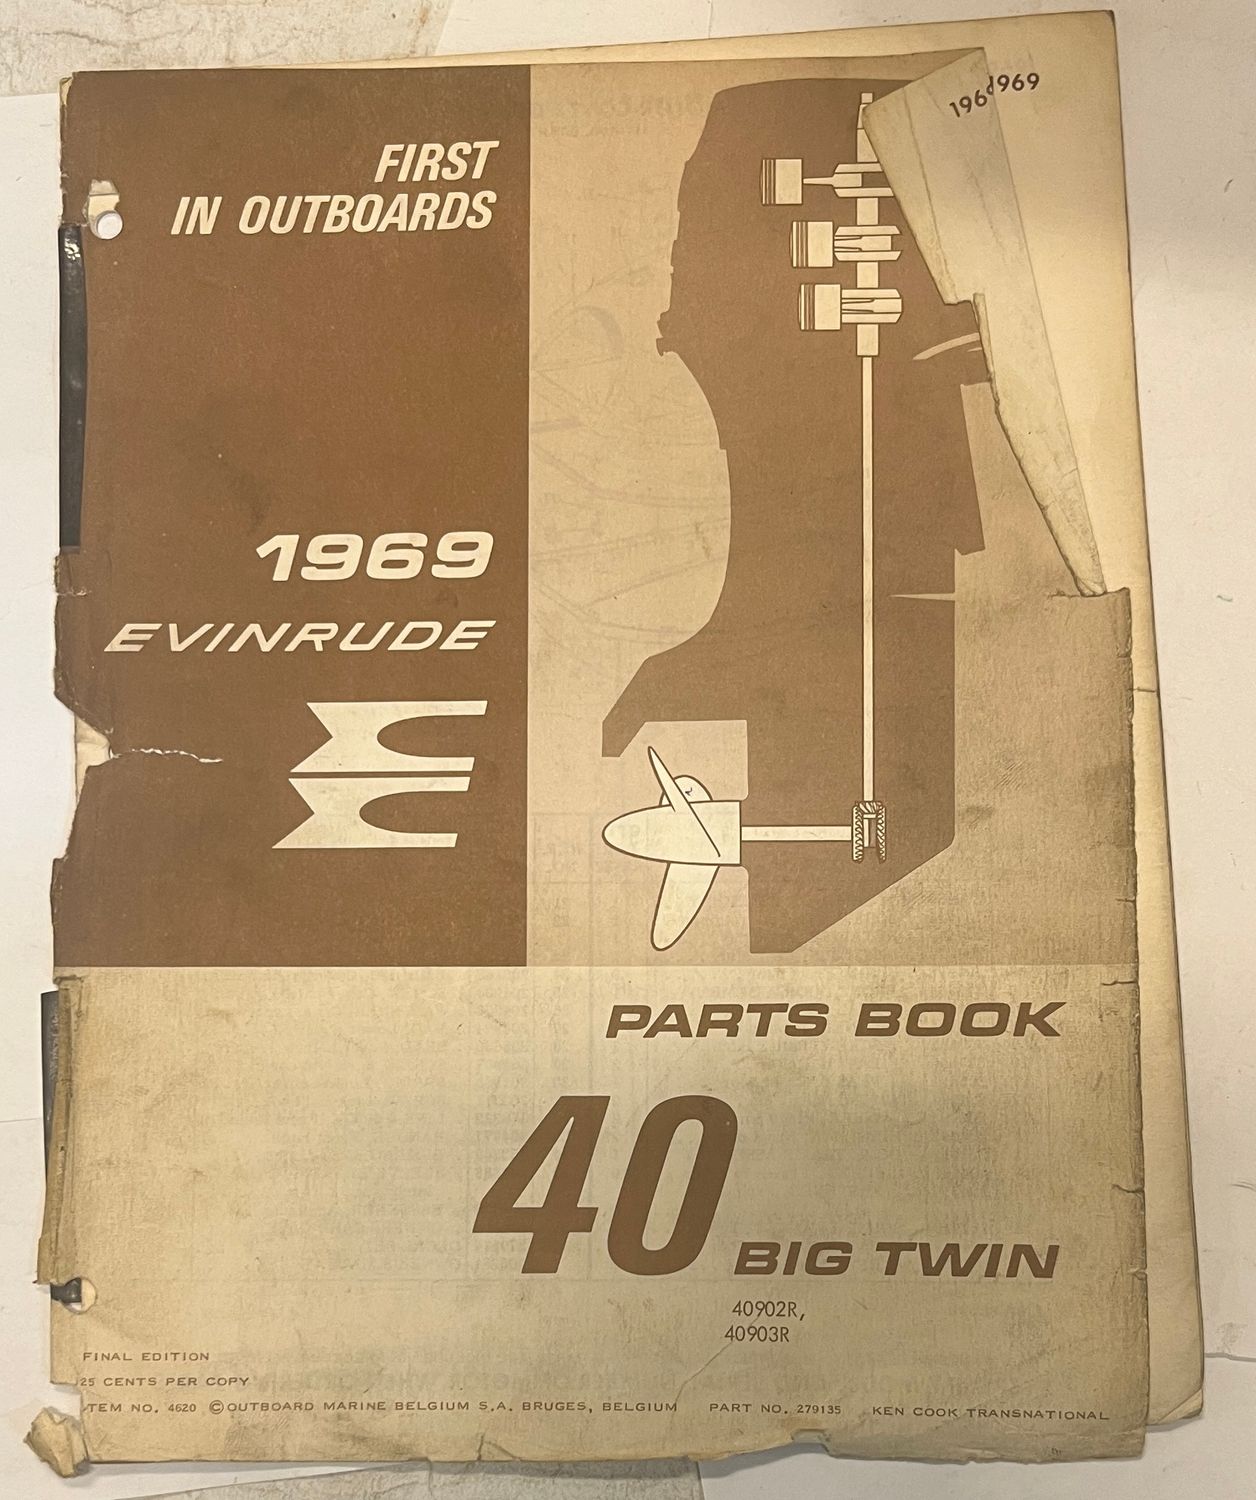 1969
FIRST
IN OUTBOARDS
1969
EVINRUDE
PARTS BOOK
40 BIG TWIN
40902R,
40903R
FINAL EDITION
25 CENTS PER COPY
TEM NO. 4620 ©OUTBOARD MARINE BELGIUM S.A. BRUGES, BELGIUM PART NO. 279135 KEN COOK TRANSNATIONAL